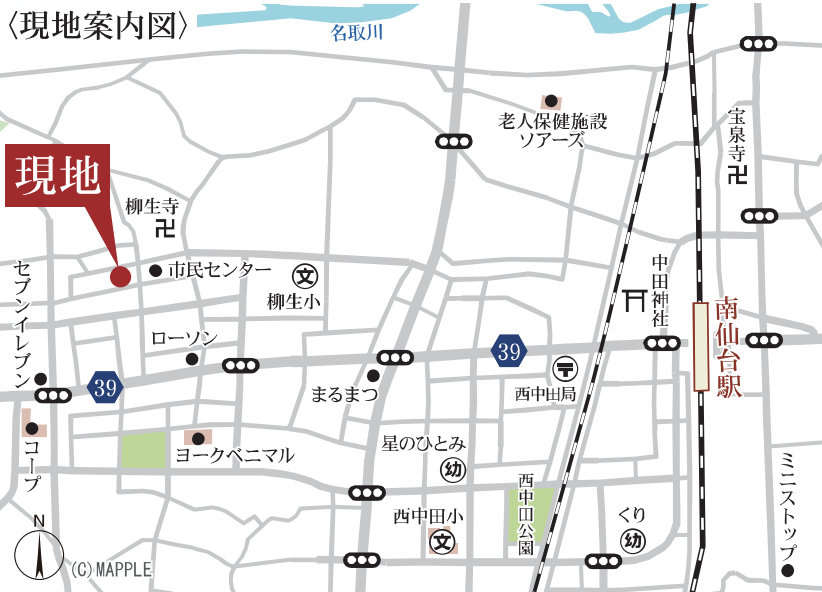 〈現地案内図〉
名取川
老人保健施設
ソアーズ
宝泉寺
現地
柳生寺
市民センター
文
柳生小
中田神社
セブンイレブン
ローソン
南仙台駅
39
39
まるまつ
西中田局
コープ
ヨークベニマル
星のひとみ
幼
ミニストップ
西中田小
文
西中田公園
くり
幼
N
(C)MAPPLE